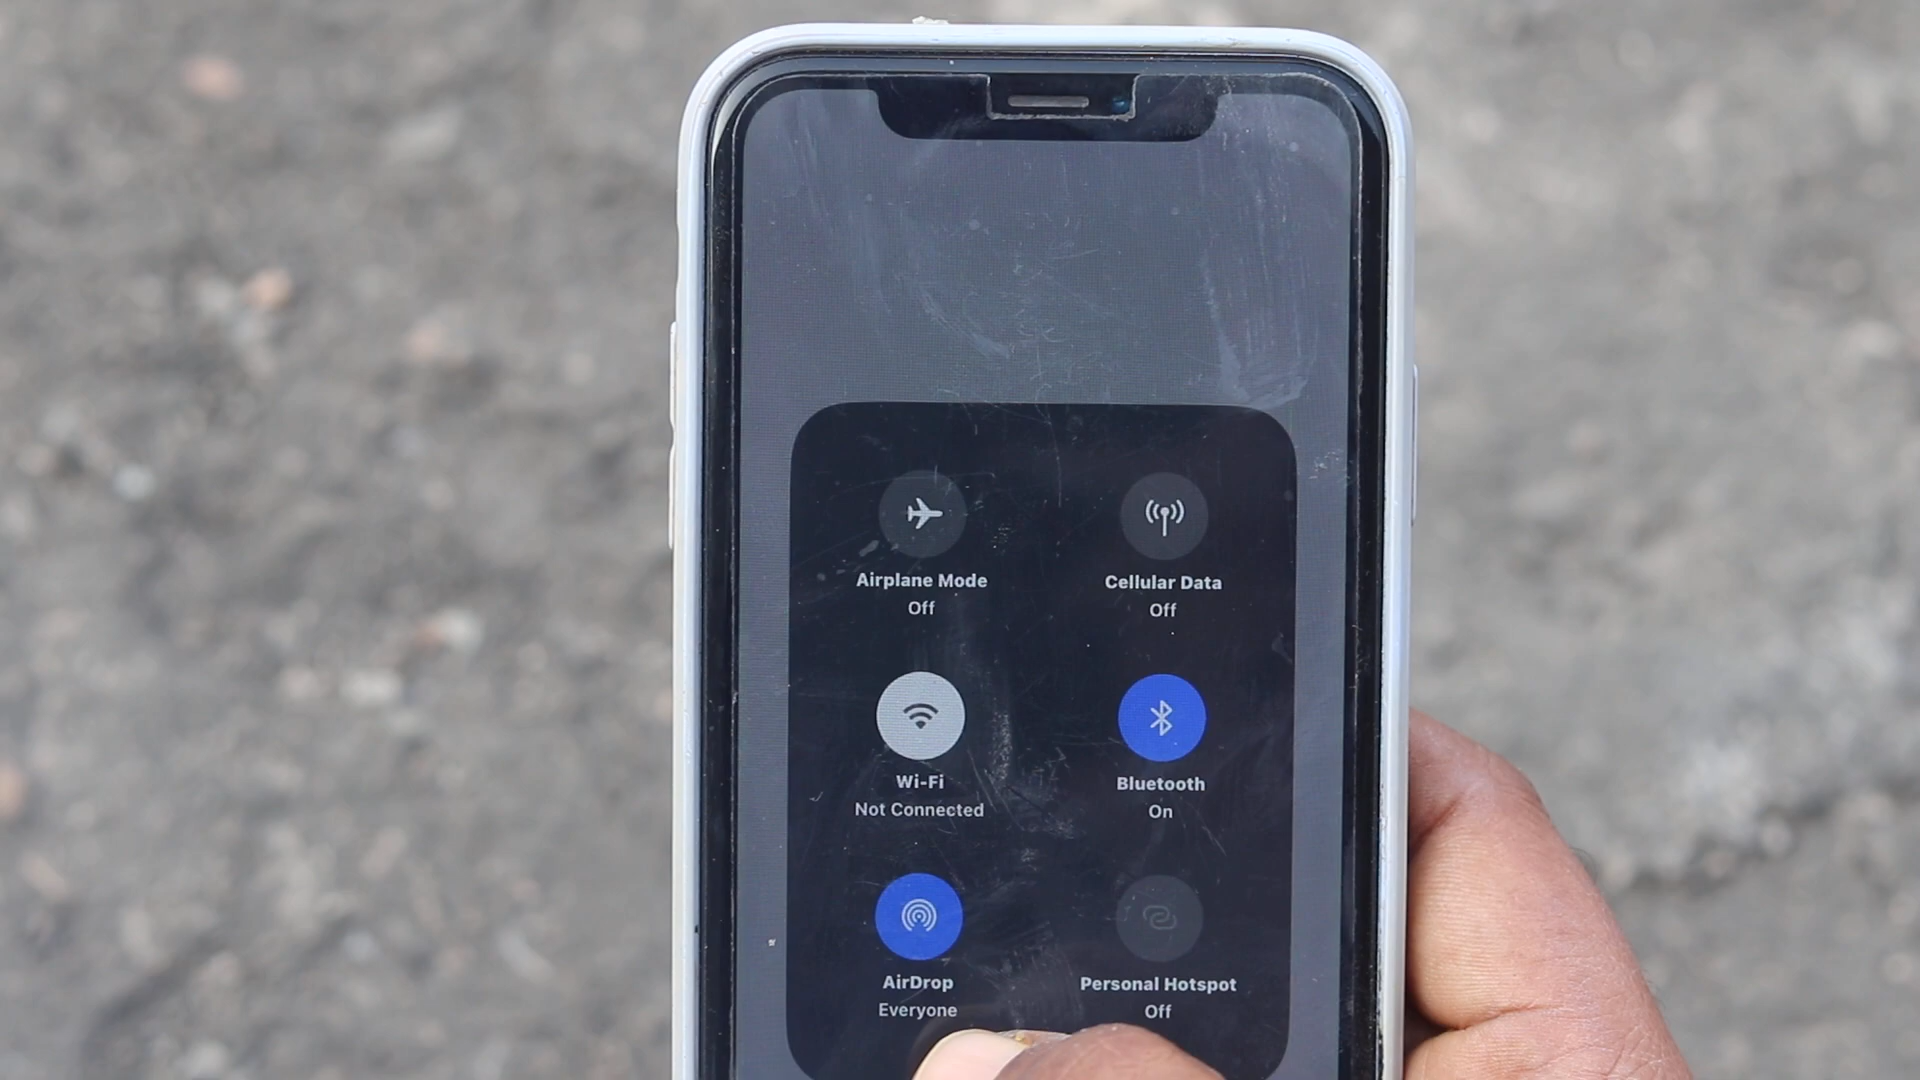 Airplane Mode
Off
Cellular Data
Off
Wi-Fi
Not Connected
Bluetooth
On
AirDrop
Everyone
Personal Hotspot
Off